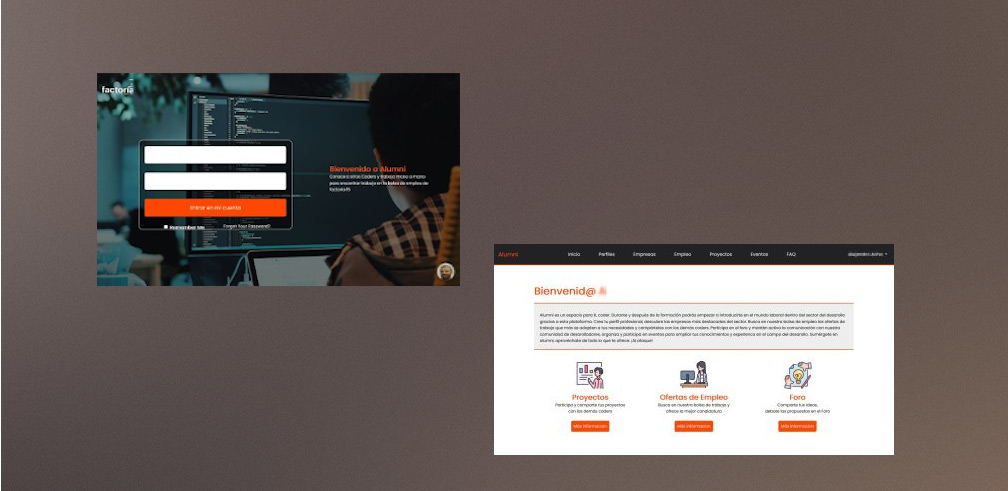 factoría
Bienvenido a Alumni
Conoce a otros Coders y trabaja mano a mano
para encontrar trabajo en la bolsa de empleo de
factoría f5
Entrar en mi cuenta
Remember Me
Forgot Your Password?
Alumni
Inicio
Perfiles
Empresas
Empleo
Proyectos
Eventos
FAQ
Bienvenid@
Alumni es un espacio para ti, coder. Durante y después de la formación podrás empezar a introducirte en el mundo laboral dentro del sector del desarrollo
gracias a esta plataforma. Crea tu perfil profesional, descubre las empresas más destacadas del sector. Busca en nuestra bolsa de empleo las ofertas de
trabajo que más se adapten a tus necesidades y compártelas con los demás coders. Participa en el foro y mantén activa la comunicación con nuestra
comunidad de desarrolladores, organiza y participa en eventos para ampliar tus conocimientos y experiencia en el campo del desarrollo. Sumérgete en
alumni, aprovéchate de todo lo que te ofrece. ¡Al ataque!
Proyectos
Participa y comparte tus proyectos
con los demás coders
Más información
Ofertas de Empleo
Busca en nuestra bolsa de trabajo y
ofrece la mejor candidatura
Más información
Foro
Comparte tus ideas,
debate las propuestas en el Foro
Más información